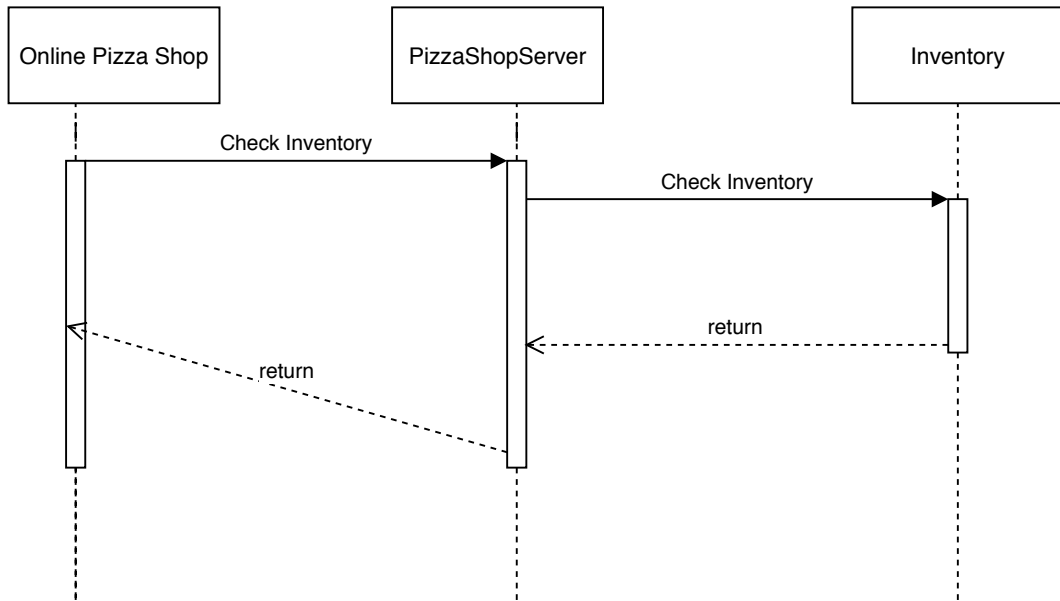 Online Pizza Shop
PizzaShopServer
Inventory
Check Inventory
Check Inventory
return
return